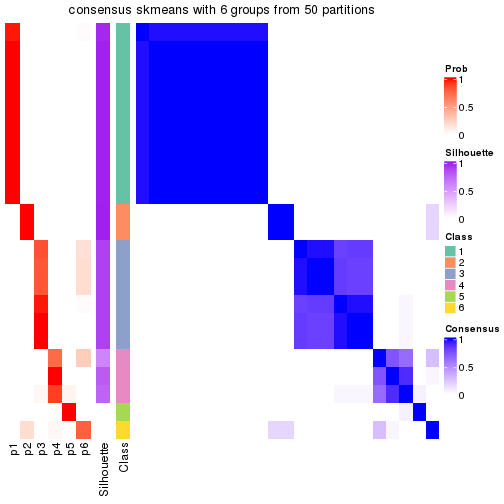 consensus skmeans with 6 groups from 50 partitions
p1
p2
p3
p4
p5
p6
Silhouette
Class
Prob
1
0.5
0
Silhouette
1
0.5
0
Class
1
2
3
4
5
6
Consensus
1
0.5
0